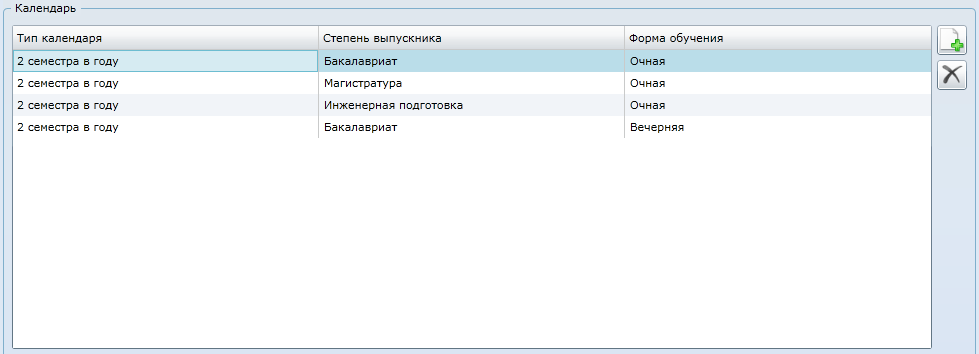 Календарь
Тип календаря Степень выпускника Форма обучения
2 семестра в году Бакалавриат Очная
2 семестра в году Магистратура Очная
2 семестра в году Инженерная подготовка Очная
2 семестра в году Бакалавриат Вечерняя